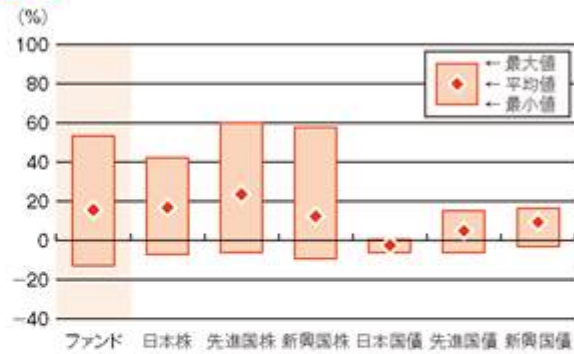 (%)
100
80
60
40
20
0
-20
-40
← 最大値
← 平均値
← 最小値
ファンド 日本株 先進国株 新興国株 日本国債 先進国債 新興国債